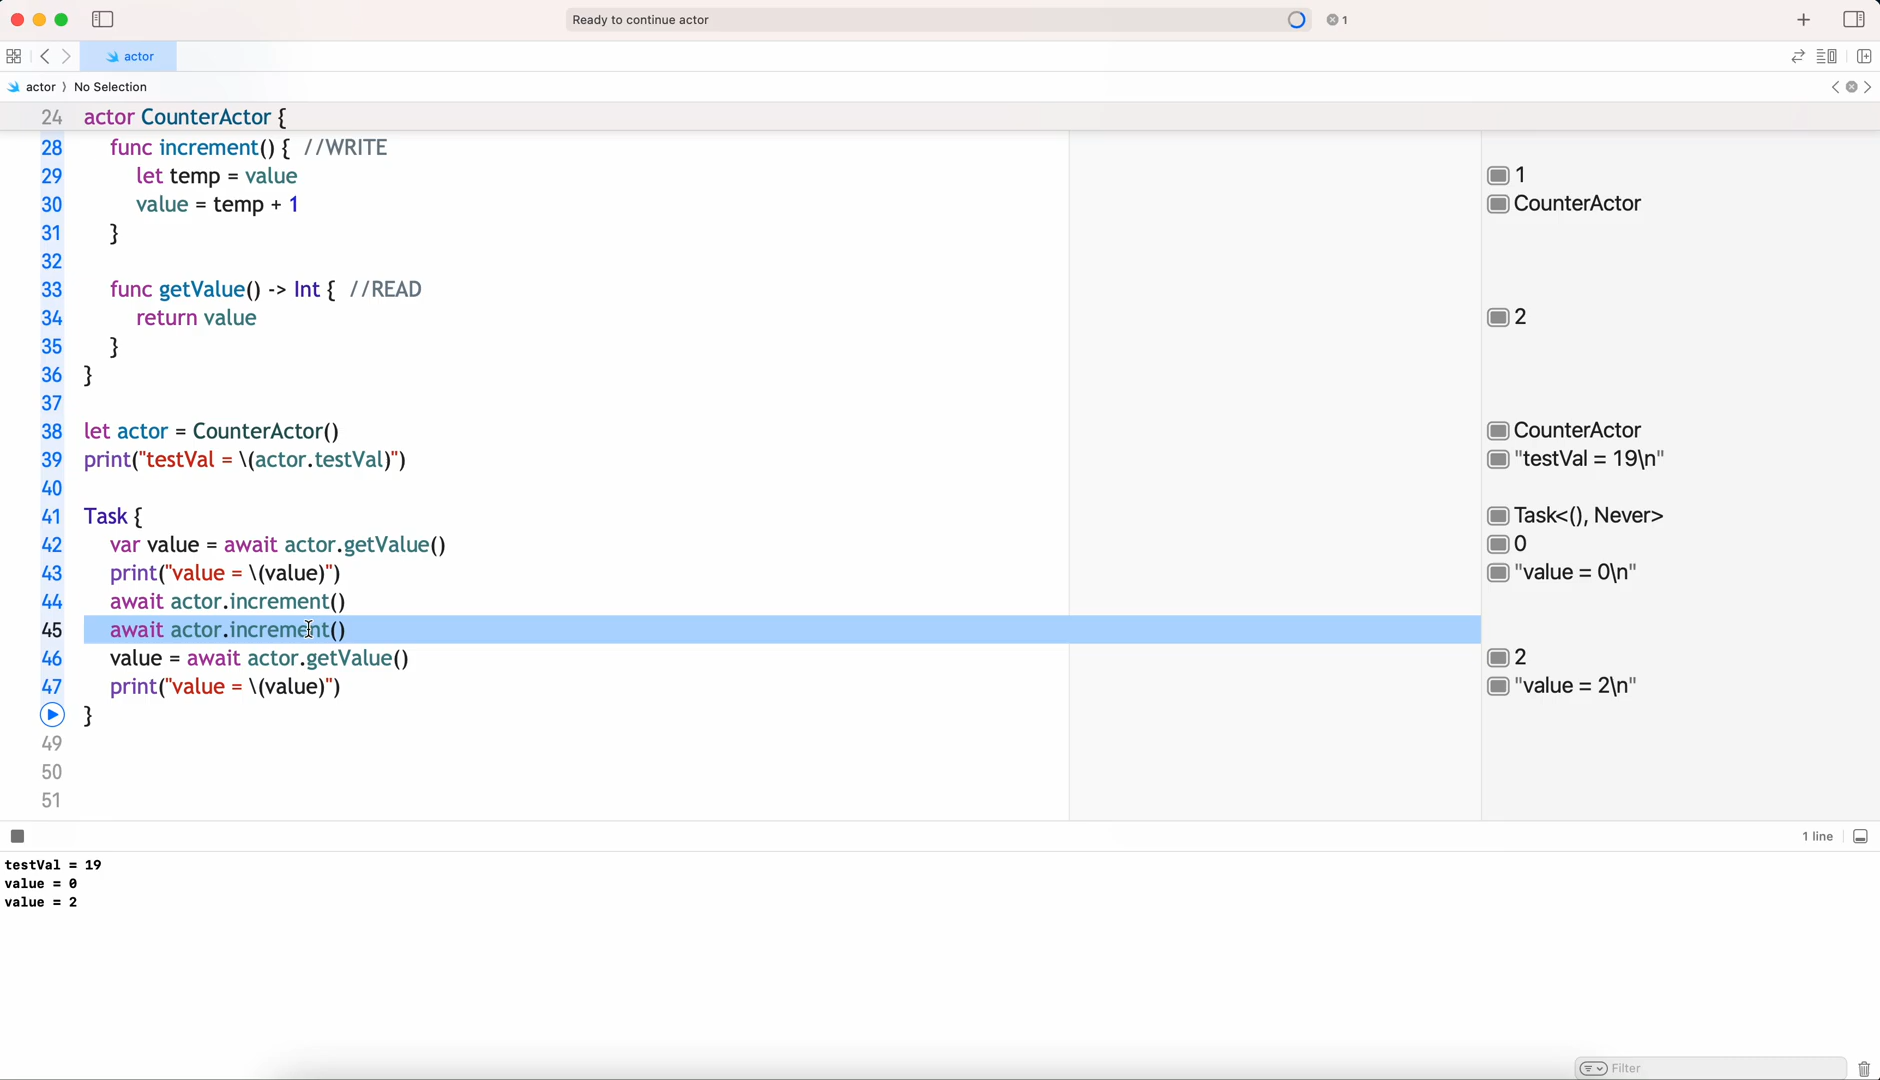 Ready to continue actor
1
actor
actor 〉 No Selection
24 actor CounterActor {
28 func increment() { //WRITE
29 let temp = value
1
30 value = temp + 1
CounterActor
31 }
32
33 func getValue() -> Int { //READ
34 return value
2
35 }
36 }
37
38 let actor = CounterActor()
CounterActor
39 print("testVal = \(actor.testVal)")
"testVal = 19\n"
40
41 Task {
Task<(), Never>
42 var value = await actor.getValue()
0
43 print("value = \(value)")
"value = 0\n"
44 await actor.increment()
45 await actor.increment()
46 value = await actor.getValue()
2
47 print("value = \(value)")
"value = 2\n"
}
49
50
51
1 line
testVal = 19
value = 0
value = 2
Filter